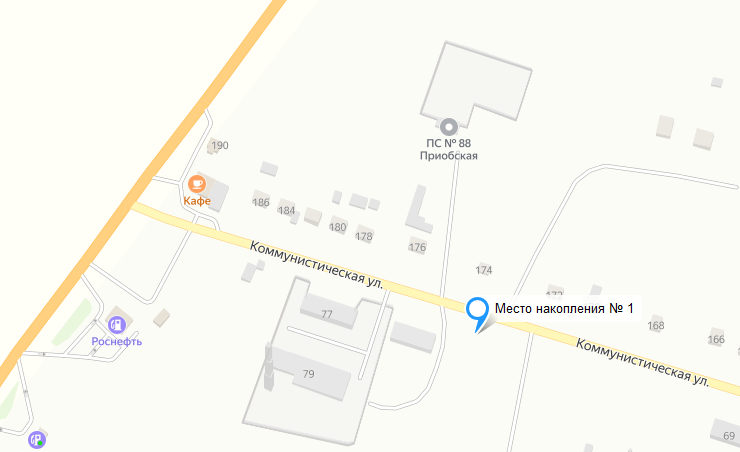 190
ПС № 88
Приобская
Кафе
186
184
180
178
176
Коммунистическая ул.
174
172
Место накопления № 1
77
168
166
Роснефть
79
Коммунистическая ул.
69